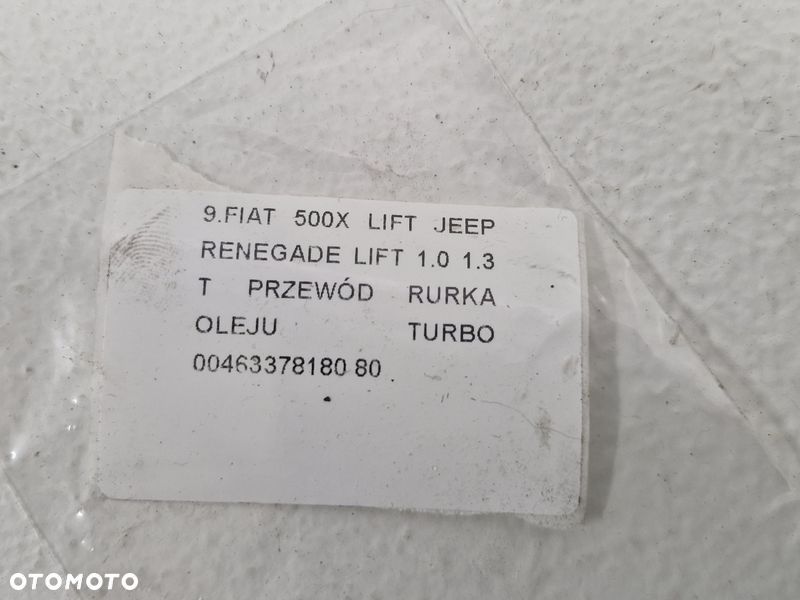 9.FIAT 500X LIFT JEEP
RENEGADE LIFT 1.0 1.3
T PRZEWÓD RURKA
OLEJU TURBO
00463378180 80
OTOMOTO